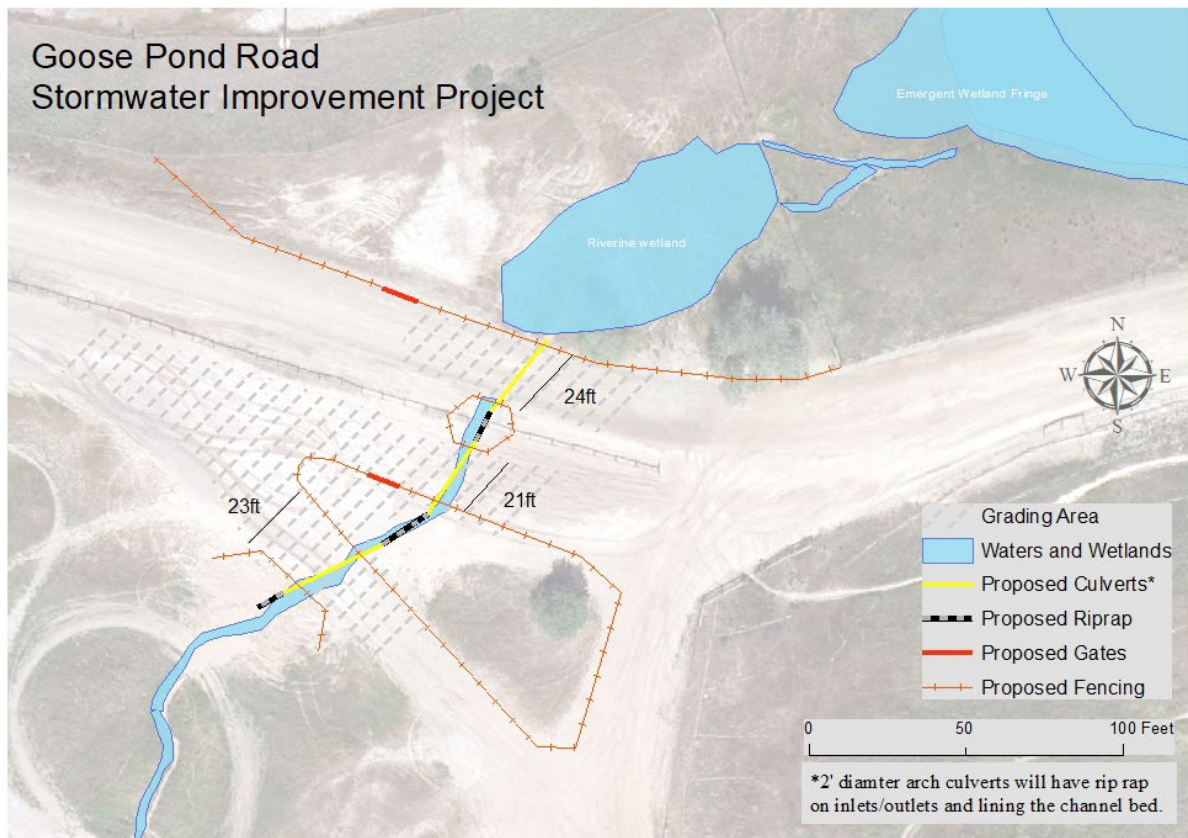 Goose Pond Road
Stormwater Improvement Project
Emergent Wetland Fringe
Riverine wetland
N
W
E
S
24ft
23ft
21ft
Grading Area
Waters and Wetlands
Proposed Culverts*
Proposed Riprap
Proposed Gates
Proposed Fencing
0 50 100 Feet
*2' diamter arch culverts will have rip rap
on inlets/outlets and lining the channel bed.